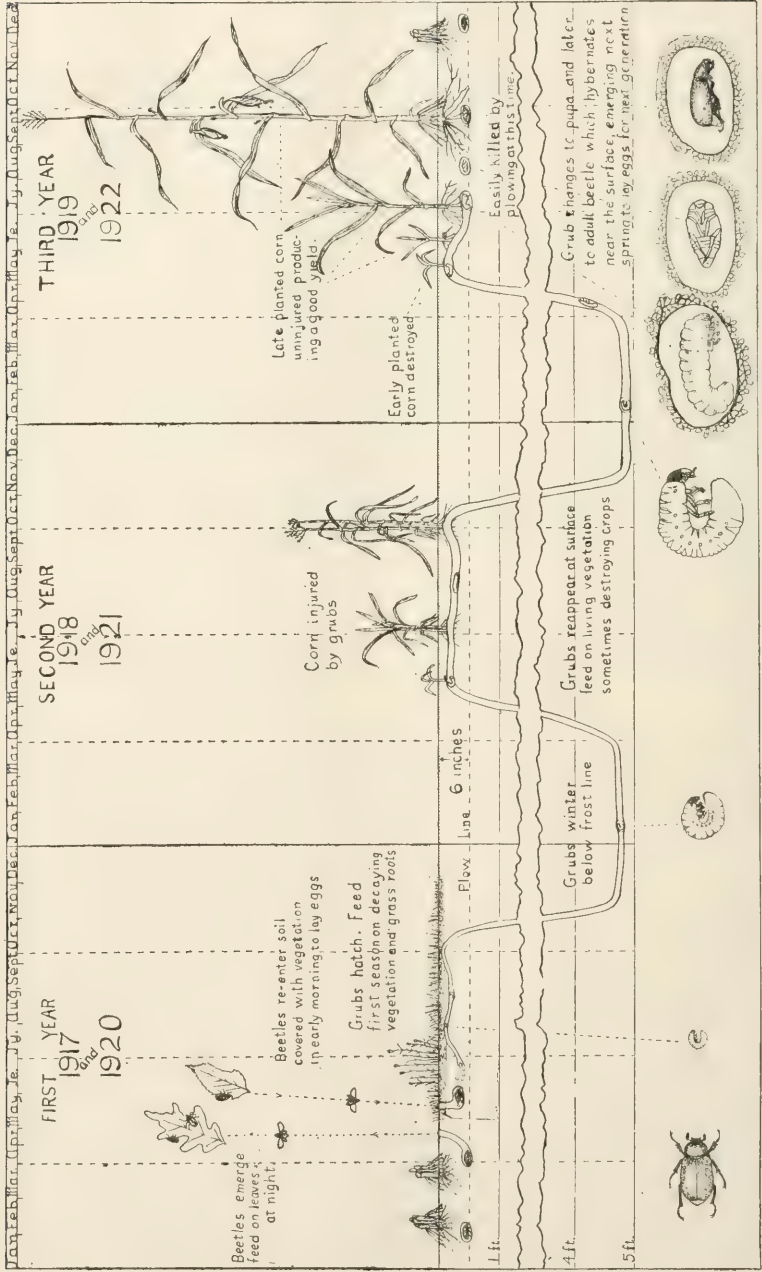 Jan Feb Mar. Apr. May, Je. Jy. Aug. Sept. Oct. Nov. Dec. Jan Feb Mar. Apr. May Je. Jy Aug. Sept. Oct. Nov. Dec. Jan Feb. Mar. Apr. May Je. Jy. Aug. Sept. Oct. Nov. Dec.
FIRST YEAR
1917
and
1920
SECOND YEAR
1918
and
1921
THIRD YEAR
1919
and
1922
Beetles emerge
feed on leaves
at night.
Beetles re-enter soil
covered with vegetation
in early morning to lay eggs
Grubs hatch. Feed
first season on decaying
vegetation and grass roots
Corn injured
by grubs
Late planted corn
uninjured produc-
ing a good yield.
Early planted
corn destroyed
Plow line 6 inches
1 ft.
4 ft.
5 ft.
Grubs winter
below frost line
Grubs reappear at surface
feed on living vegetation
sometimes destroying crops
Easily killed by
plowing at this time.
Grub changes to pupa and later
to adult beetle which hybernates
near the surface, emerging next
spring to lay eggs for next generation